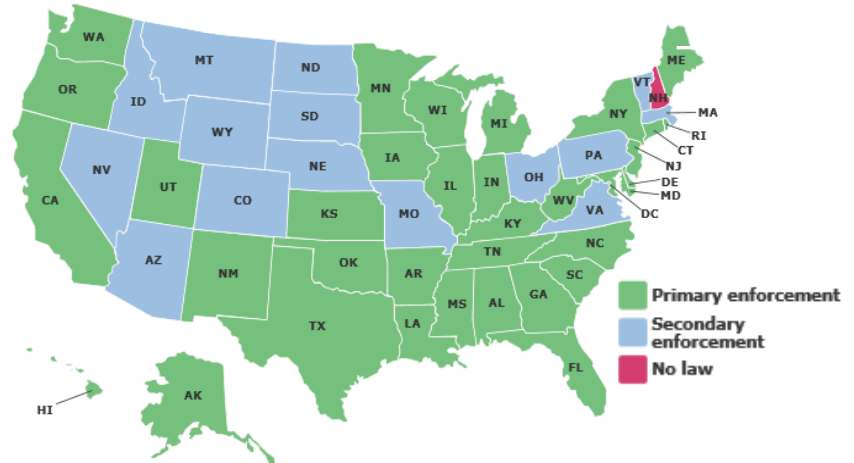 WA
MT
ND
MN
ME
VT
NH
OR
ID
SD
WI
MI
NY
MA
WY
RI
CT
NV
NE
IA
PA
NJ
UT
CO
IL
IN
OH
DE
MD
CA
KS
MO
WV
VA
DC
KY
AZ
NM
OK
AR
TN
NC
SC
TX
LA
MS
AL
GA
FL
HI
AK
Primary enforcement
Secondary
enforcement
No law